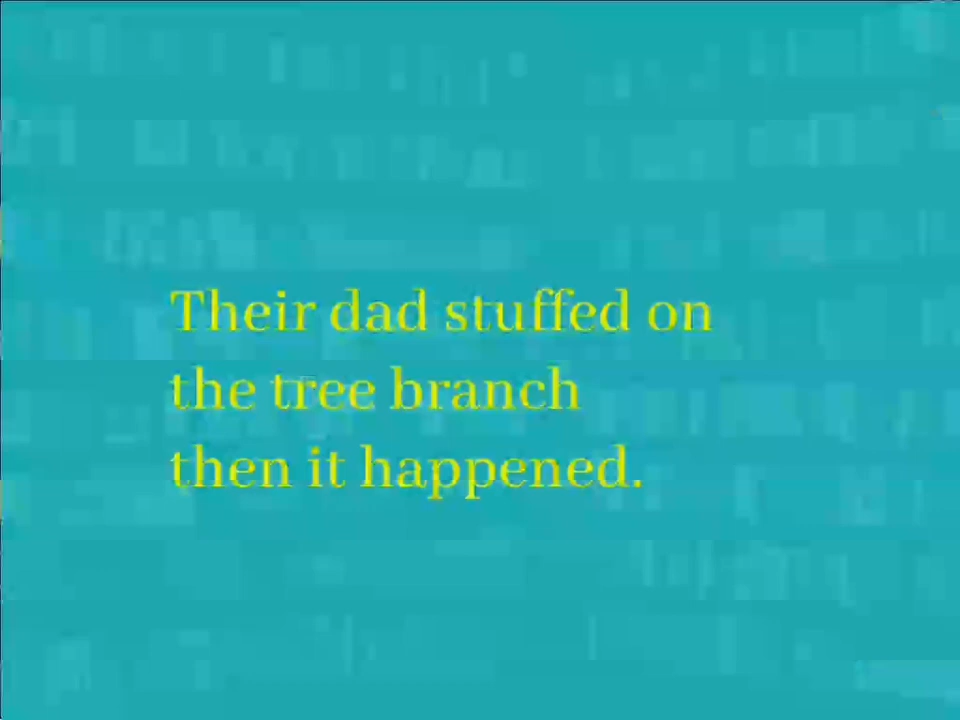 Their dad stuffed on
the tree branch
then it happened.